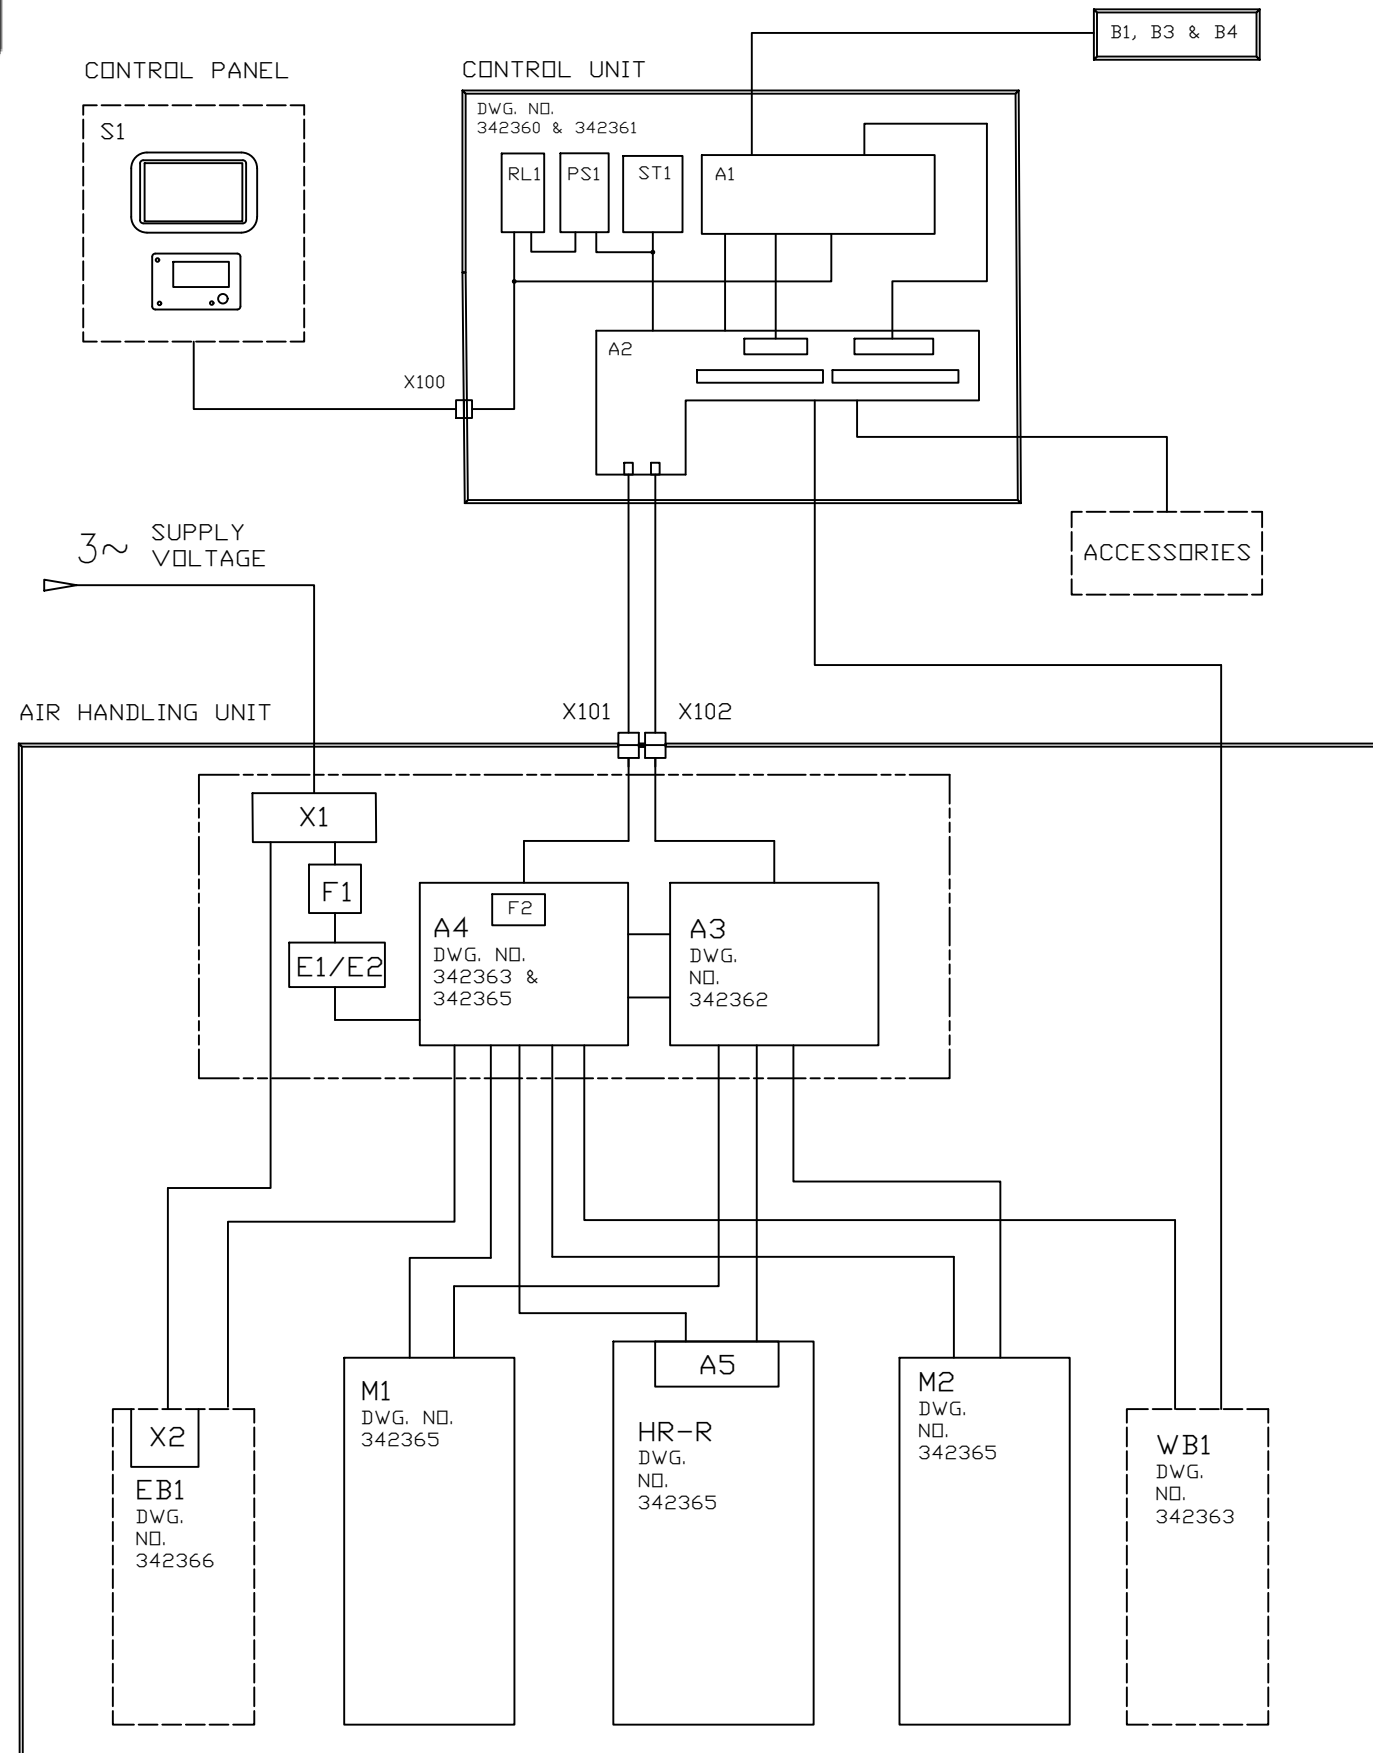 B1, B3 & B4
CONTROL PANEL
CONTROL UNIT
S1
DWG. NO.
342360 & 342361
RL1
PS1
ST1
A1
A2
X100
3~
SUPPLY
VOLTAGE
ACCESSORIES
AIR HANDLING UNIT
X101
X102
X1
F1
E1/E2
F2
A4
DWG. NO.
342363 &
342365
A3
DWG.
NO.
342362
X2
EB1
DWG.
NO.
342366
M1
DWG. NO.
342365
A5
HR-R
DWG.
NO.
342365
M2
DWG.
NO.
342365
WB1
DWG.
NO.
342363